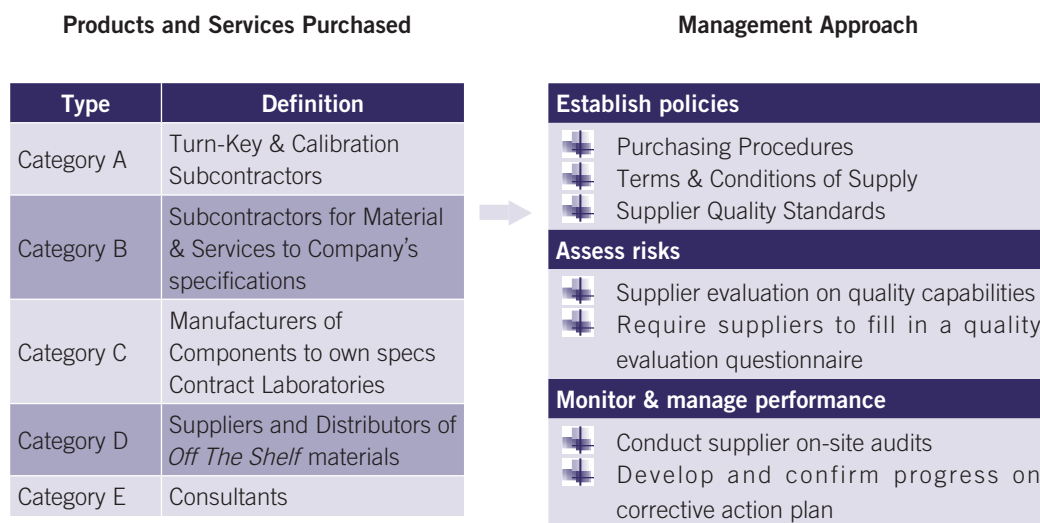 Products and Services Purchased
Type Definition
Category A Turn-Key & Calibration
Subcontractors
Category B Subcontractors for Material
& Services to Company’s
specifications
Category C Manufacturers of
Components to own specs
Contract Laboratories
Category D Suppliers and Distributors of
Off The Shelf materials
Category E Consultants
Management Approach
Establish policies
Purchasing Procedures
Terms & Conditions of Supply
Supplier Quality Standards
Assess risks
Supplier evaluation on quality capabilities
Require suppliers to fill in a quality
evaluation questionnaire
Monitor & manage performance
Conduct supplier on-site audits
Develop and confirm progress on
corrective action plan